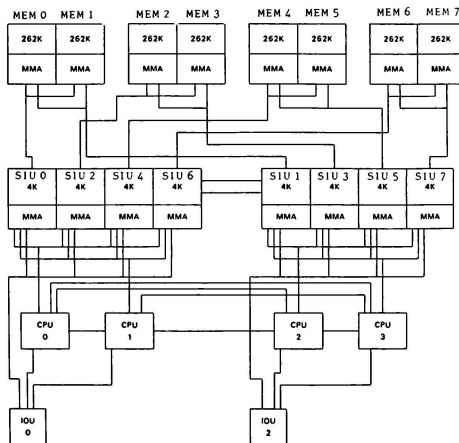 MEM 0 MEM 1 MEM 2 MEM 3 MEM 4 MEM 5 MEM 6 MEM 7
262K 262K 262K 262K 262K 262K 262K 262K
MMA MMA MMA MMA MMA MMA MMA MMA
SIU 0 SIU 2 SIU 4 SIU 6 SIU 1 SIU 3 SIU 5 SIU 7
4K 4K 4K 4K 4K 4K 4K 4K
MMA MMA MMA MMA MMA MMA MMA MMA
CPU CPU CPU CPU
0 1 2 3
IOU IOU
0 2